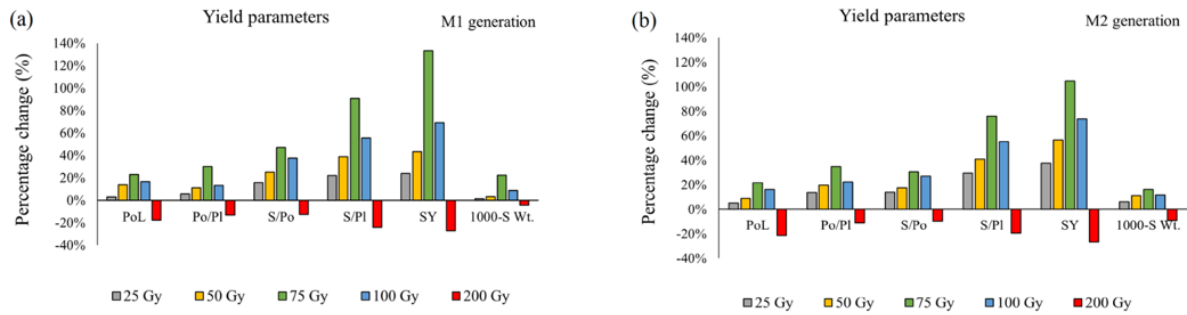 (a)
Yield parameters
M1 generation
Percentage change (%)
140%
120%
100%
80%
60%
40%
20%
0%
-20%
-40%
PoL
Po/Pl
S/Po
S/Pl
SY
1000-S Wt.
25 Gy
50 Gy
75 Gy
100 Gy
200 Gy
(b)
Yield parameters
M2 generation
Percentage change (%)
140%
120%
100%
80%
60%
40%
20%
0%
-20%
-40%
PoL
Po/Pl
S/Po
S/Pl
SY
1000-S Wt.
25 Gy
50 Gy
75 Gy
100 Gy
200 Gy